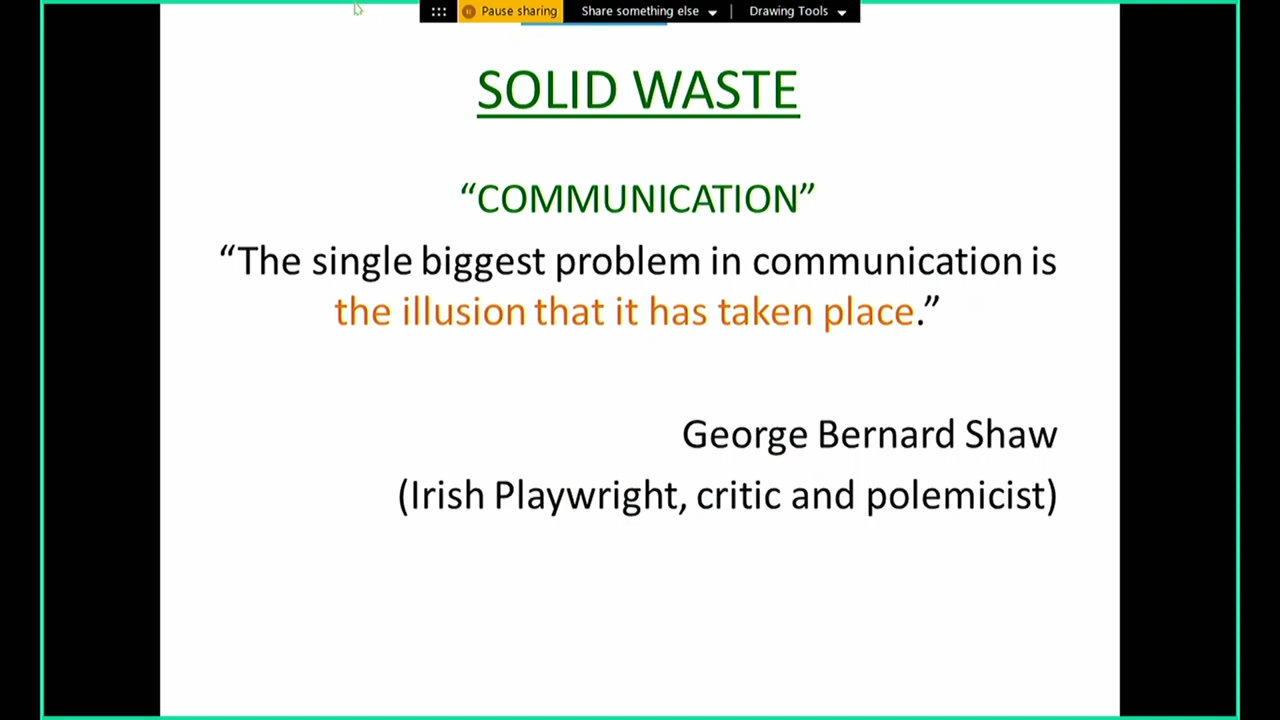 Pause sharing Share something else Drawing Tools
SOLID WASTE
“COMMUNICATION”
“The single biggest problem in communication is
the illusion that it has taken place.”
George Bernard Shaw
(Irish Playwright, critic and polemicist)